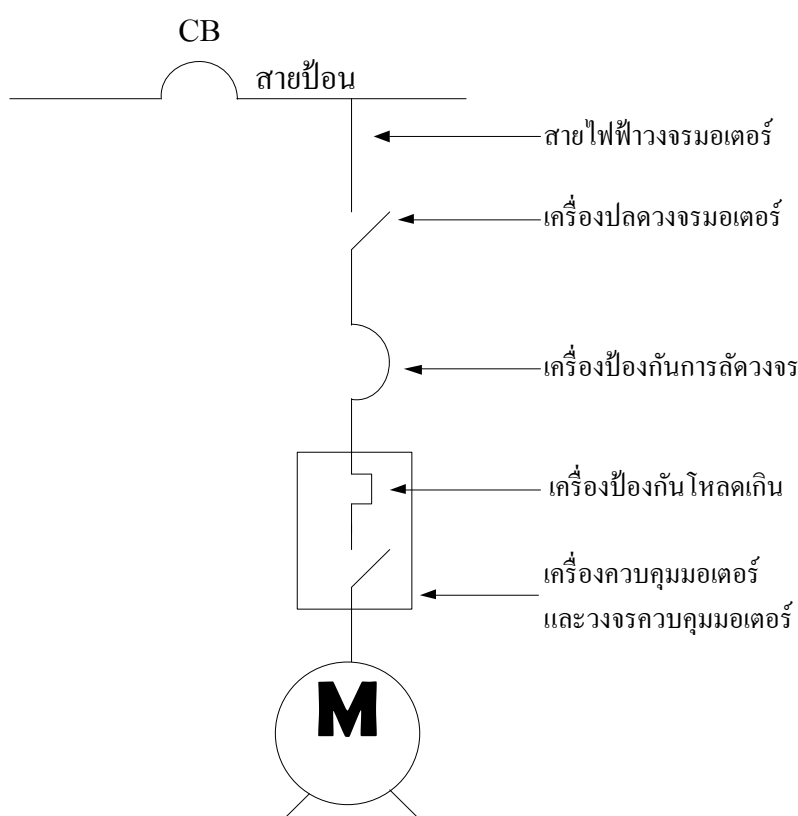 CB
สายป้อน
สายไฟฟ้าวงจรมอเตอร์
เครื่องปลดวงจรมอเตอร์
เครื่องป้องกันการลัดวงจร
เครื่องป้องกันโหลดเกิน
เครื่องควบคุมมอเตอร์
และวงจรควบคุมมอเตอร์
M